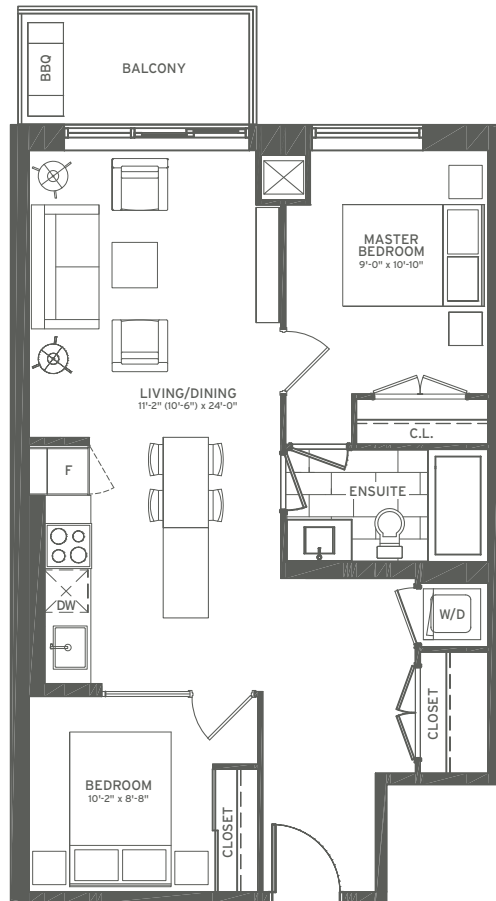 BBQ
BALCONY
MASTER
BEDROOM
9'-0" x 10'-10"
LIVING/DINING
11'-2" (10'-6") x 24'-0"
C.L.
F
ENSUITE
DW
W/D
CLOSET
BEDROOM
10'-2" x 8'-8"
CLOSET